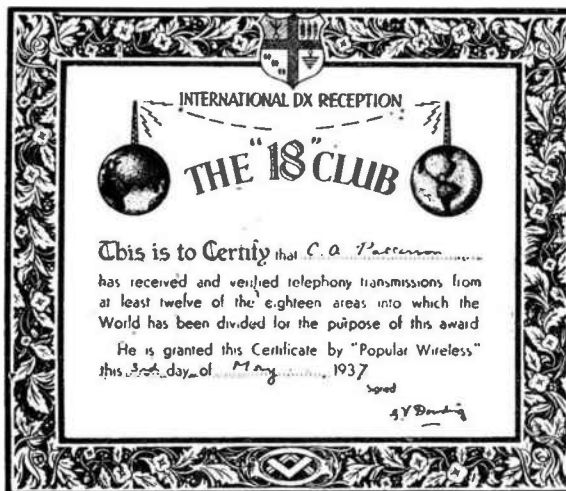 INTERNATIONAL DX RECEPTION
THE "18" CLUB
This is to Certify that C. A. Patterson
has received and verified telephony transmissions from
at least twelve of the eighteen areas into which the
World has been divided for the purpose of this award
He is granted this Certificate by "Popular Wireless"
this 3rd day of May 1937
Signed
G V Dowding